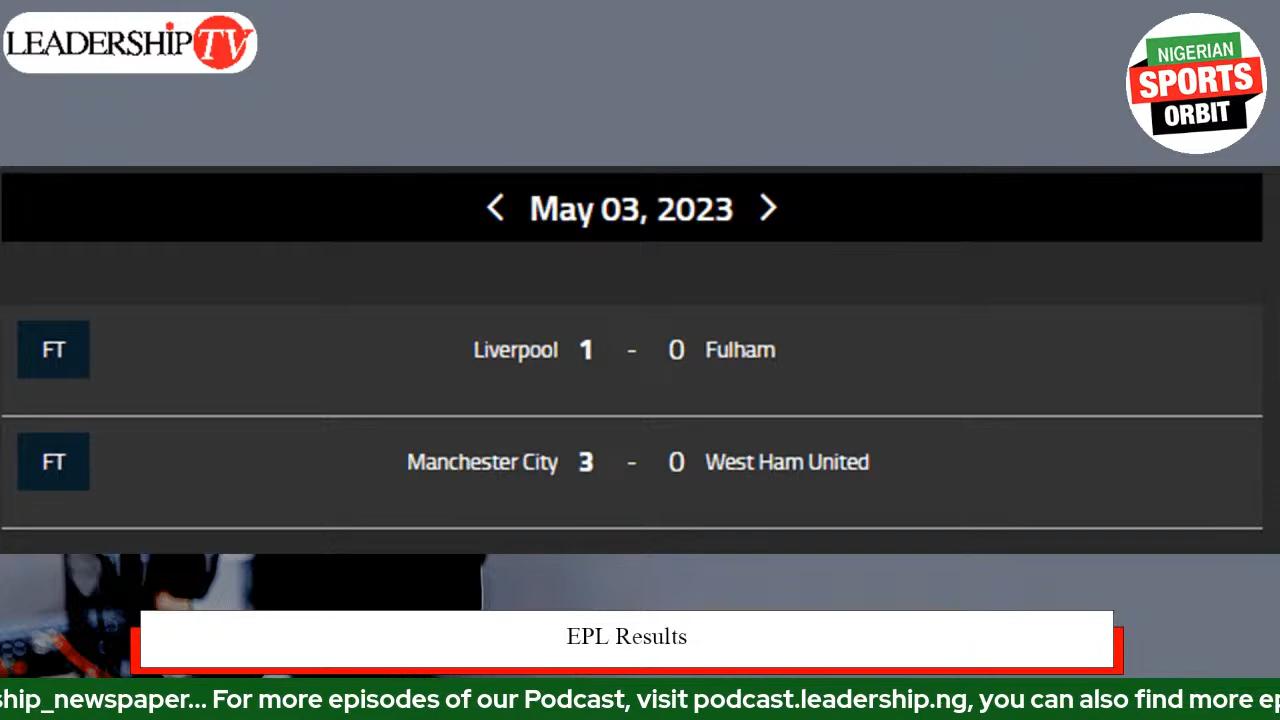 LEADERSHIP TV
NIGERIAN
SPORTS
ORBIT
May 03, 2023
FT Liverpool 1 - 0 Fulham
FT Manchester City 3 - 0 West Ham United
EPL Results
ship_newspaper... For more episodes of our Podcast, visit podcast.leadership.ng, you can also find more ep